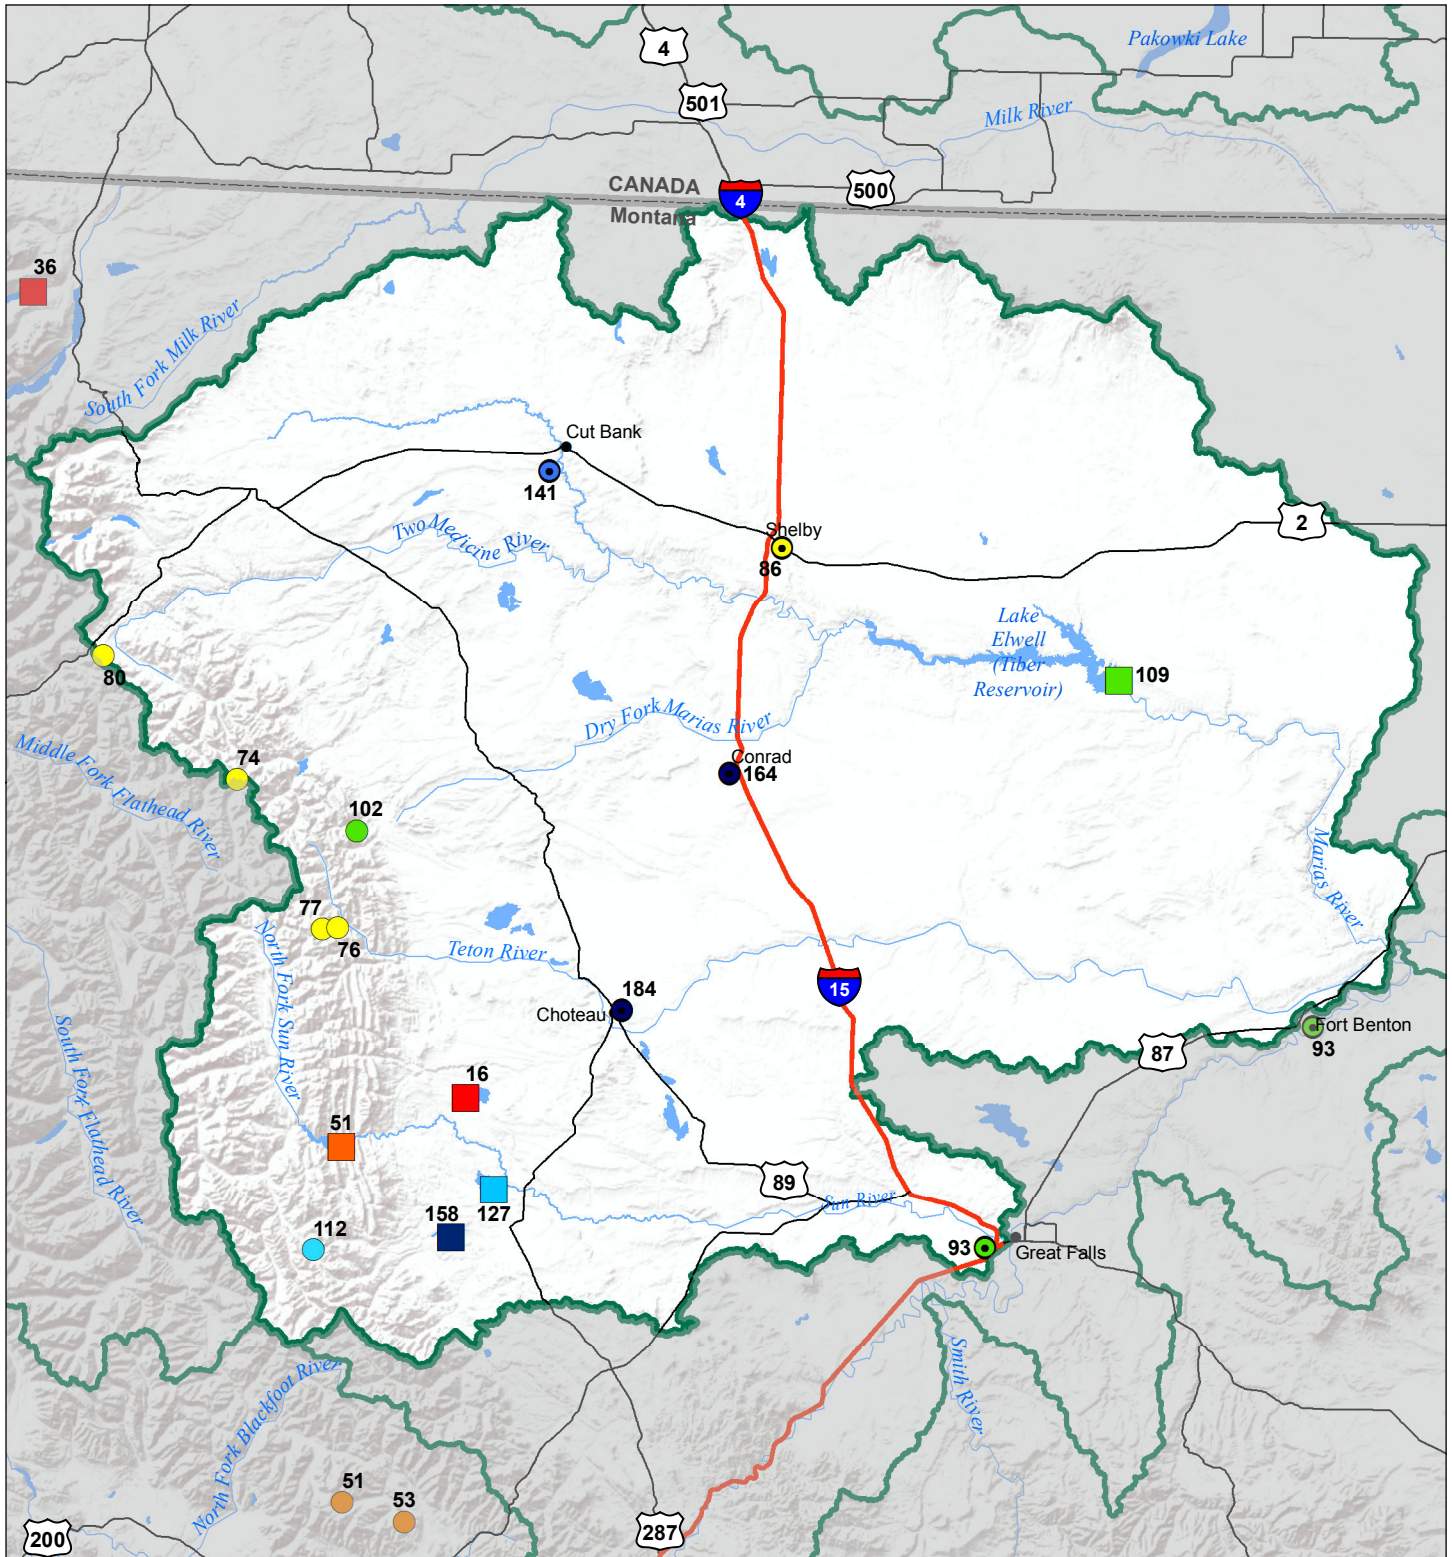 4
Pakowki Lake
501
Milk River
CANADA
Montana
4
500
36
South Fork Milk River
Cut Bank
141
Two Medicine River
2
Shelby
86
Lake
Elwell
(Tiber
Reservoir)
109
80
Dry Fork Marias River
Middle Fork Flathead River
74
Conrad
164
102
Marias River
77
76
North Fork Sun River
Teton River
184
Choteau
15
Fort Benton
93
87
South Fork Flathead River
16
51
89
127
158
Sun River
112
93
Great Falls
Smith River
North Fork Blackfoot River
51
53
200
287